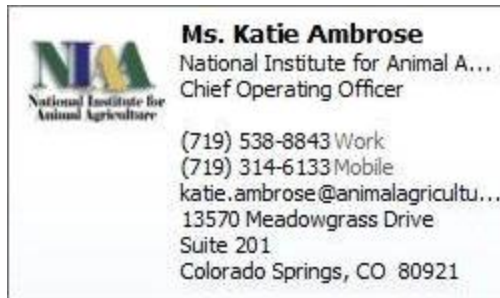 Ms. Katie Ambrose
National Institute for Animal A...
Chief Operating Officer
NIAA
National Institute for
Animal Agriculture
(719) 538-8843 Work
(719) 314-6133 Mobile
katie.ambrose@animalagricultu...
13570 Meadowgrass Drive
Suite 201
Colorado Springs, CO 80921